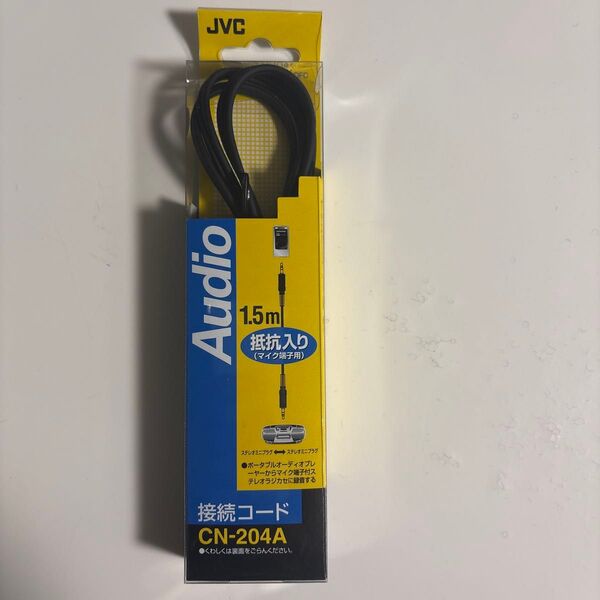 JVC
Audio
1.5m
抵抗入り
(マイク端子用)
ステレオミニプラグ ⟷ ステレオミニプラグ
●ポータブルオーディオプレ
ーヤーからマイク端子付ス
テレオラジカセに録音する
接続コード
CN-204A
●くわしくは裏面をごらんください。